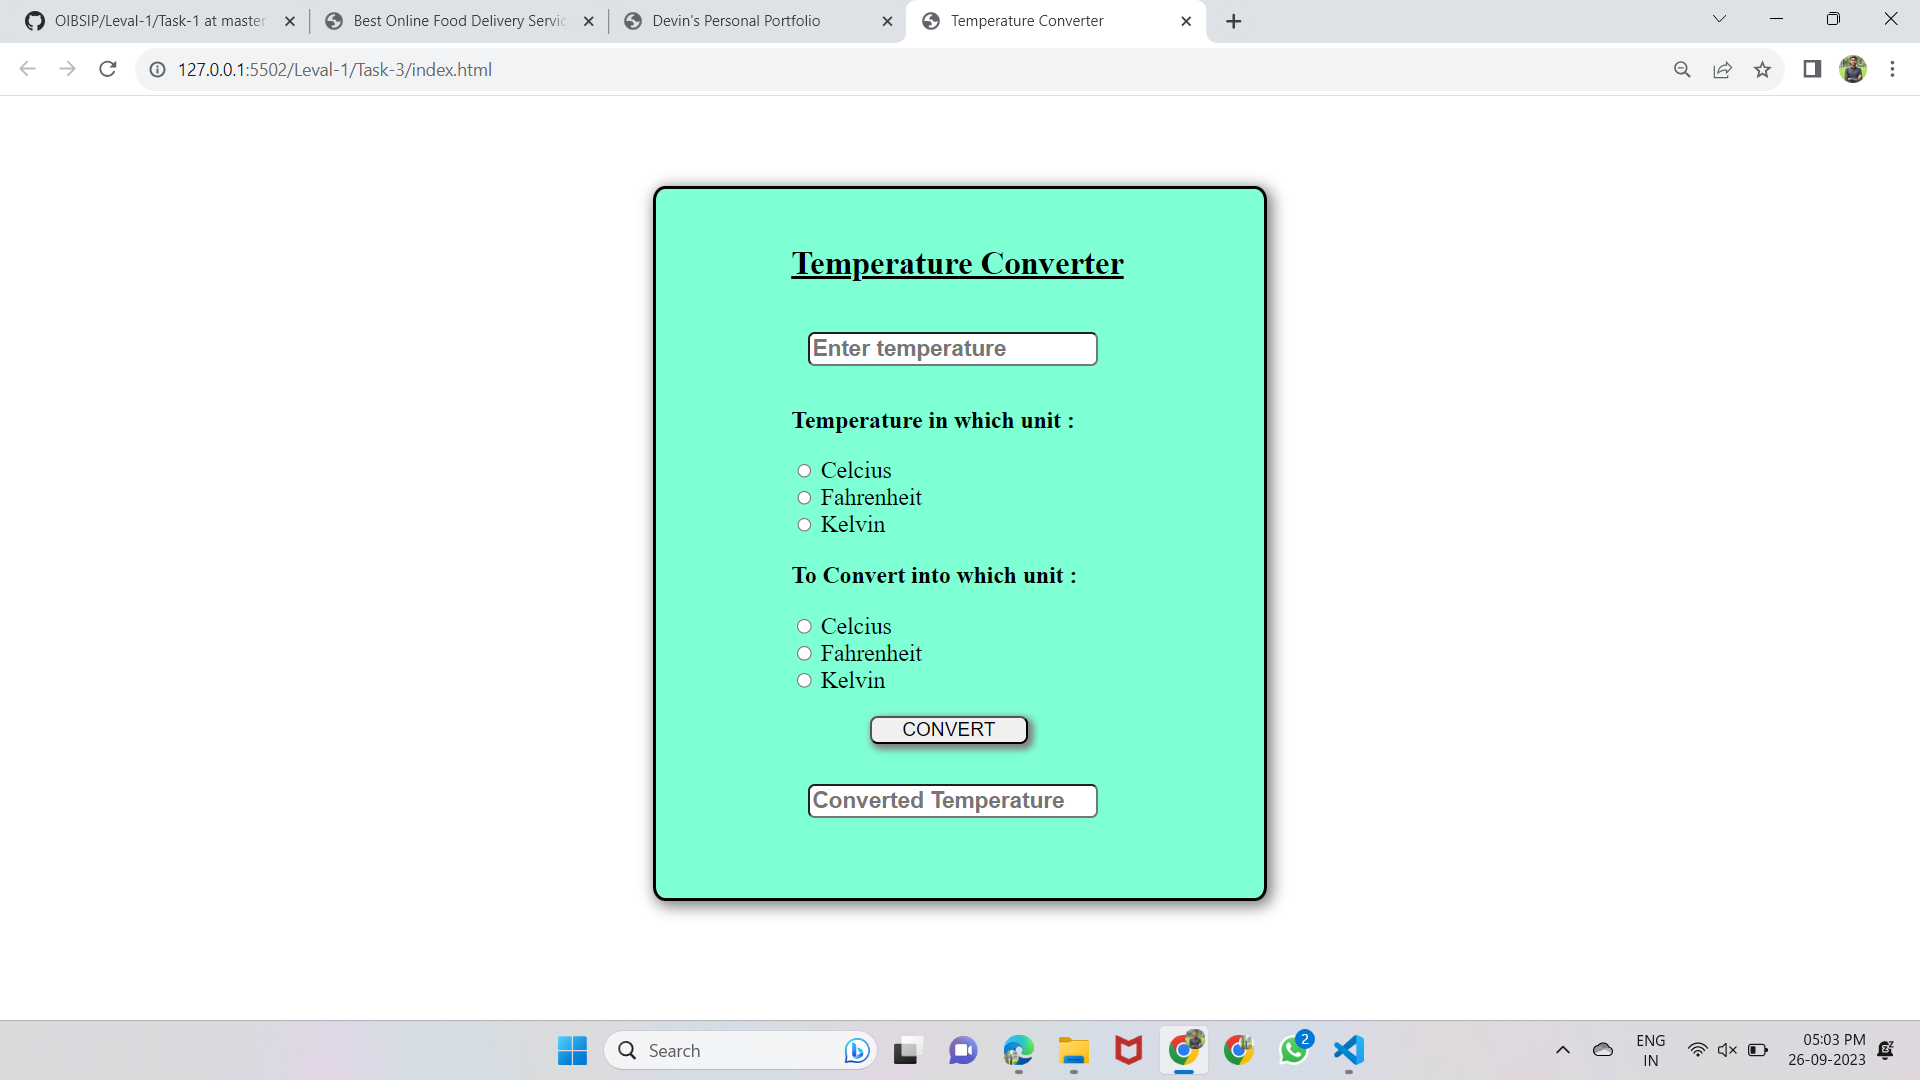 OIBSIP/Leval-1/Task-1 at master
Best Online Food Delivery Servic
Devin's Personal Portfolio
Temperature Converter
127.0.0.1:5502/Leval-1/Task-3/index.html
Temperature Converter
Enter temperature
Temperature in which unit :
Celcius
Fahrenheit
Kelvin
To Convert into which unit :
Celcius
Fahrenheit
Kelvin
CONVERT
Converted Temperature
Search
2
ENG
IN
05:03 PM
26-09-2023